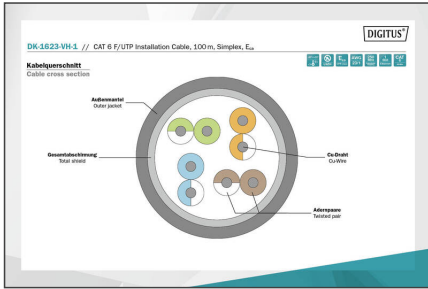 DIGITUS®
DK-1623-VH-1 // CAT 6 F/UTP Installation Cable, 100 m, Simplex, Eca
Kabelquerschnitt
Cable cross section
Außenmantel
Outer jacket
Gesamtabschirmung
Total shield
Cu-Draht
Cu-Wire
Aderspaare
Twisted pair